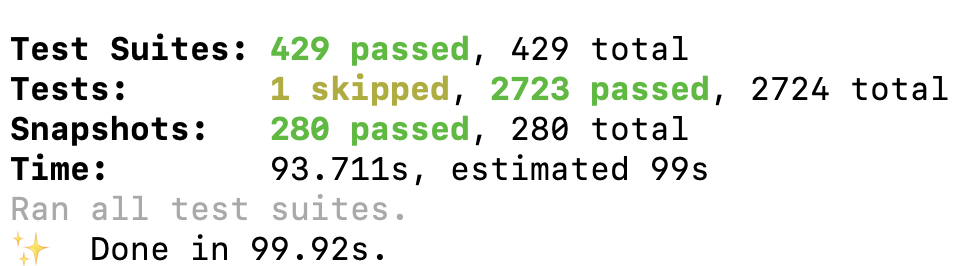 Test Suites: 429 passed, 429 total
Tests: 1 skipped, 2723 passed, 2724 total
Snapshots: 280 passed, 280 total
Time: 93.711s, estimated 99s
Ran all test suites.
✨ Done in 99.92s.